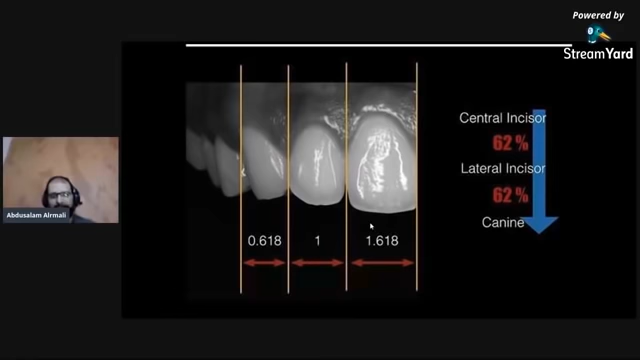 Powered by
StreamYard
Central Incisor
62 %
Lateral Incisor
62 %
Canine
0.618
1
1.618
Abdusalam Alrmali